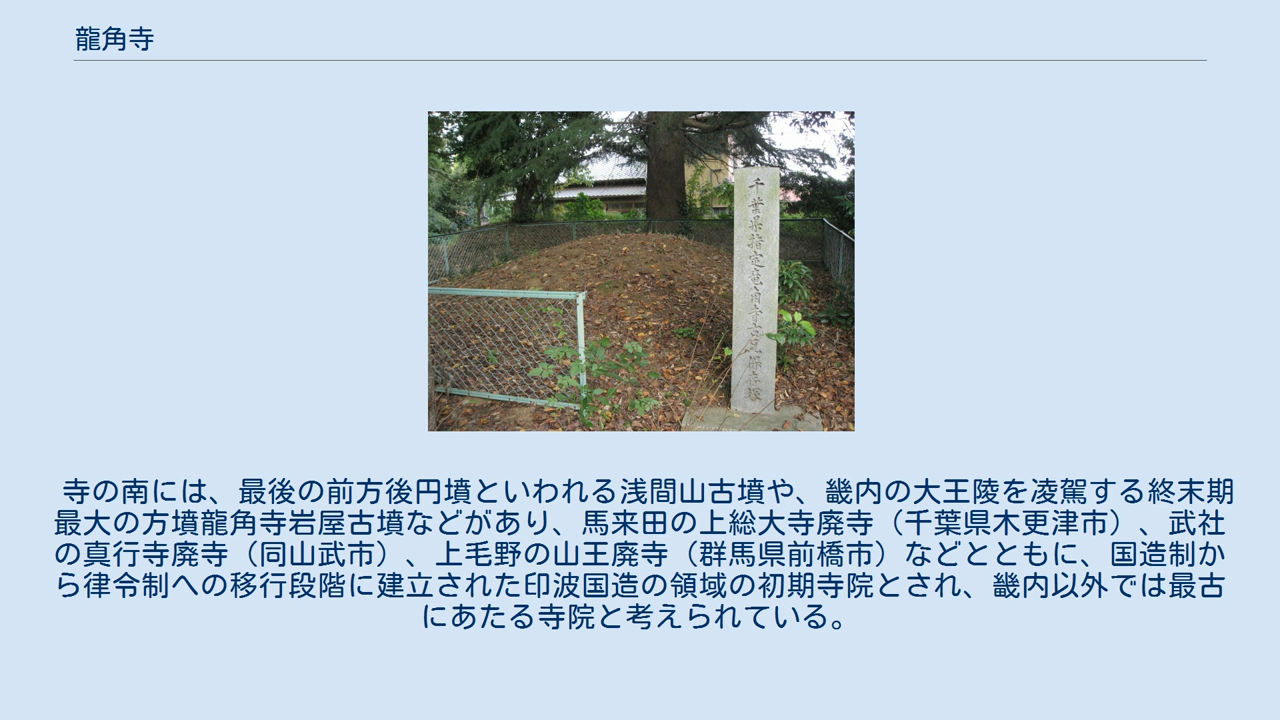 龍角寺
千葉県指定竜角寺
寺の南には、最後の前方後円墳といわれる浅間山古墳や、畿内の大王陵を凌駕する終末期
最大の方墳龍角寺岩屋古墳などがあり、馬来田の上総大寺廃寺（千葉県木更津市）、武社
の真行寺廃寺（同山武市）、上毛野の山王廃寺（群馬県前橋市）などとともに、国造制か
ら律令制への移行段階に建立された印波国造の領域の初期寺院とされ、畿内以外では最古
にあたる寺院と考えられている。